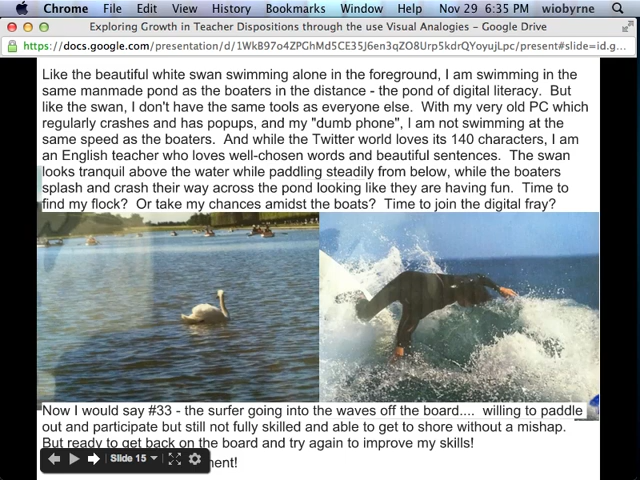 Chrome File Edit View History Bookmarks Window Help Nov 29 6:35 PM wiobyrne
Exploring Growth in Teacher Dispositions through the use Visual Analogies – Google Drive
https://docs.google.com/presentation/d/1WkB97o4ZPGhMd5CE35J6en3qZO8Urp5kdrQYoyujLpc/present#slide=id.g...
Like the beautiful white swan swimming alone in the foreground, I am swimming in the
same manmade pond as the boaters in the distance - the pond of digital literacy. But
like the swan, I don't have the same tools as everyone else. With my very old PC which
regularly crashes and has popups, and my "dumb phone", I am not swimming at the
same speed as the boaters. And while the Twitter world loves its 140 characters, I am
an English teacher who loves well-chosen words and beautiful sentences. The swan
looks tranquil above the water while paddling steadily from below, while the boaters
splash and crash their way across the pond looking like they are having fun. Time to
find my flock? Or take my chances amidst the boats? Time to join the digital fray?
Now I would say #33 - the surfer going into the waves off the board.... willing to paddle
out and participate but still not fully skilled and able to get to shore without a mishap.
But ready to get back on the board and try again to improve my skills!
Slide 15 ment!